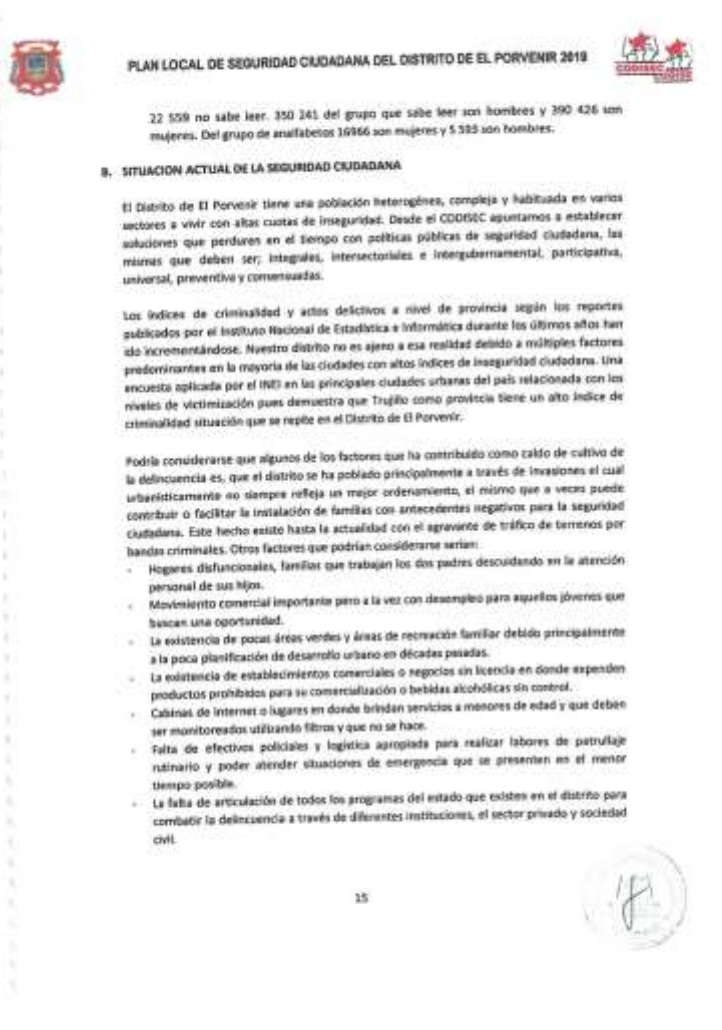 PLAN LOCAL DE SEGURIDAD CIUDADANA DEL DISTRITO DE EL PORVENIR 2019
CODISEC
22 559 no sabe leer. 350 241 del grupo que sabe leer son hombres y 390 426 son
mujeres. Del grupo de analfabetos 16966 son mujeres y 5 593 son hombres.
8. SITUACION ACTUAL DE LA SEGURIDAD CIUDADANA
El Distrito de El Porvenir tiene una población heterogénea, compleja y habituada en varios
sectores a vivir con altas cuotas de inseguridad. Desde el CODISEC apuntamos a establecer
soluciones que perduren en el tiempo con políticas públicas de seguridad ciudadana, las
mismas que deben ser; integrales, intersectoriales e intergubernamental, participativa,
universal, preventiva y consensuadas.
Los índices de criminalidad y actos delictivos a nivel de provincia según los reportes
publicados por el Instituto Nacional de Estadística e Informática durante los últimos años han
ido incrementándose. Nuestro distrito no es ajeno a esa realidad debido a múltiples factores
predominantes en la mayoría de las ciudades con altos índices de inseguridad ciudadana. Una
encuesta aplicada por el INEI en las principales ciudades urbanas del país relacionada con los
niveles de victimización pues demuestra que Trujillo como provincia tiene un alto índice de
criminalidad situación que se repite en el Distrito de El Porvenir.
Podría considerarse que algunos de los factores que ha contribuido como caldo de cultivo de
la delincuencia es, que el distrito se ha poblado principalmente a través de invasiones el cual
urbanísticamente no siempre refleja un mejor ordenamiento, el mismo que a veces puede
contribuir o facilitar la instalación de familias con antecedentes negativos para la seguridad
ciudadana. Este hecho existe hasta la actualidad con el agravante de tráfico de terrenos por
bandas criminales. Otros factores que podrían considerarse serían:
- Hogares disfuncionales, familias que trabajan los dos padres descuidando en la atención
personal de sus hijos.
- Movimiento comercial importante pero a la vez con desempleo para aquellos jóvenes que
buscan una oportunidad.
- La existencia de pocas áreas verdes y áreas de recreación familiar debido principalmente
a la poca planificación de desarrollo urbano en décadas pasadas.
- La existencia de establecimientos comerciales o negocios sin licencia en donde expenden
productos prohibidos para su comercialización o bebidas alcohólicas sin control.
- Cabinas de internet o lugares en donde brindan servicios a menores de edad y que deben
ser monitoreados utilizando filtros y que no se hace.
- Falta de efectivos policiales y logística apropiada para realizar labores de patrullaje
rutinario y poder atender situaciones de emergencia que se presenten en el menor
tiempo posible.
- La falta de articulación de todos los programas del estado que existen en el distrito para
combatir la delincuencia a través de diferentes instituciones, el sector privado y sociedad
civil.
15